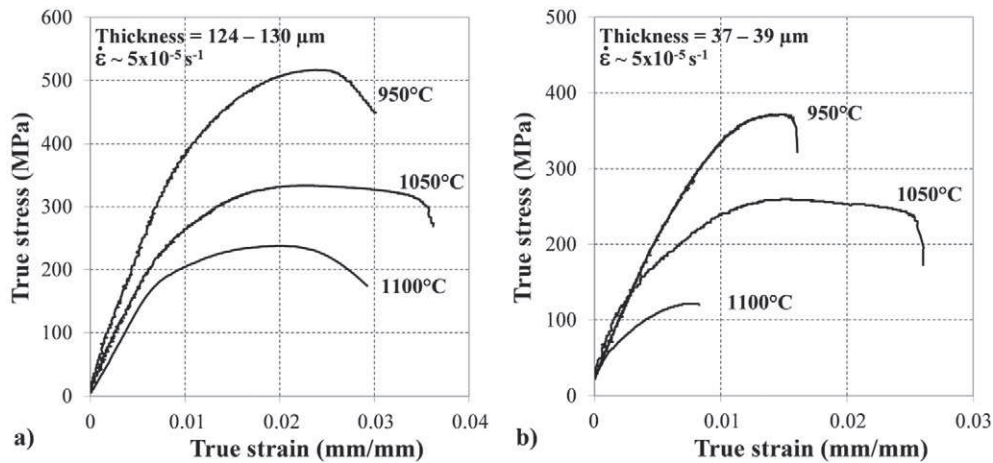 600
500
400
300
200
100
0
True stress (MPa)
Thickness = 124 – 130 µm
ε̇ ~ 5x10⁻⁵ s⁻¹
950°C
1050°C
1100°C
0 0.01 0.02 0.03 0.04
a) True strain (mm/mm)
500
400
300
200
100
0
True stress (MPa)
Thickness = 37 – 39 µm
ε̇ ~ 5x10⁻⁵ s⁻¹
950°C
1050°C
1100°C
0 0.01 0.02 0.03
b) True strain (mm/mm)